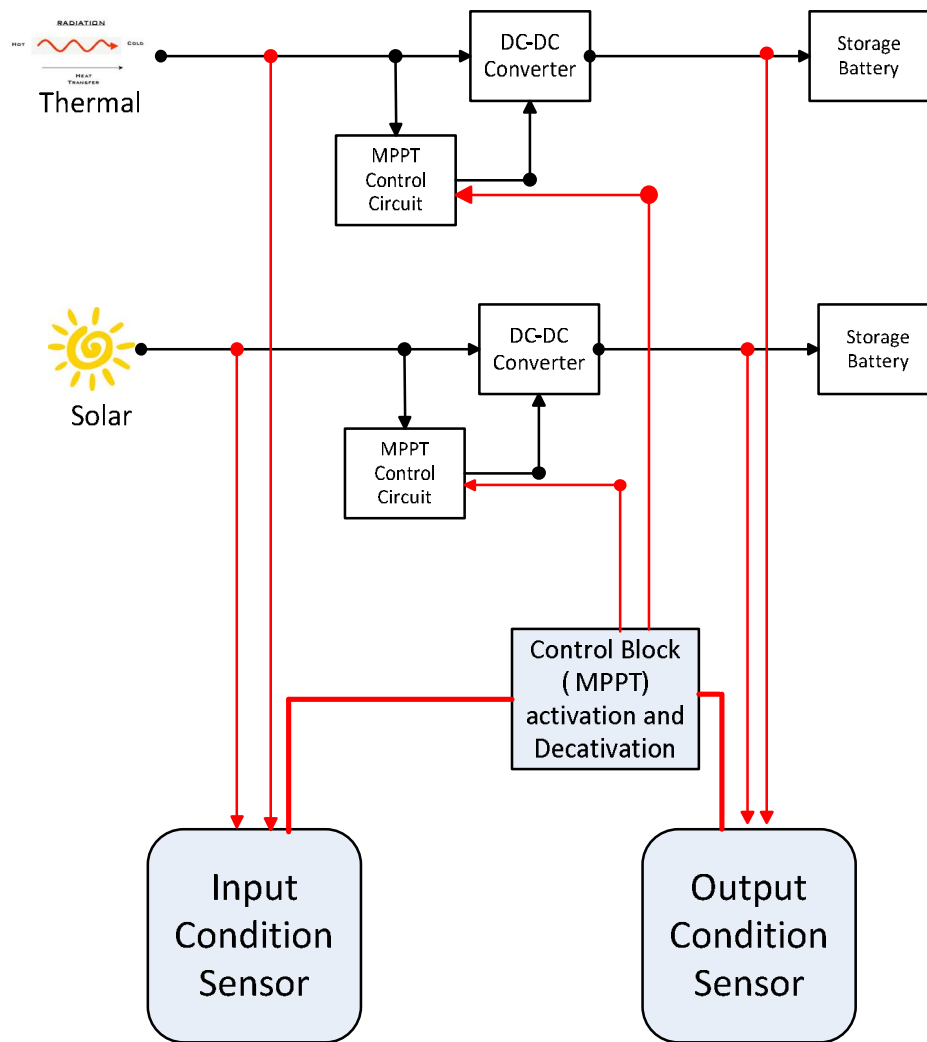 RADIATION
HOT
COLD
HEAT
TRANSFER
Thermal
DC-DC
Converter
Storage
Battery
MPPT
Control
Circuit
Solar
DC-DC
Converter
Storage
Battery
MPPT
Control
Circuit
Control Block
( MPPT)
activation and
Decativation
Input
Condition
Sensor
Output
Condition
Sensor